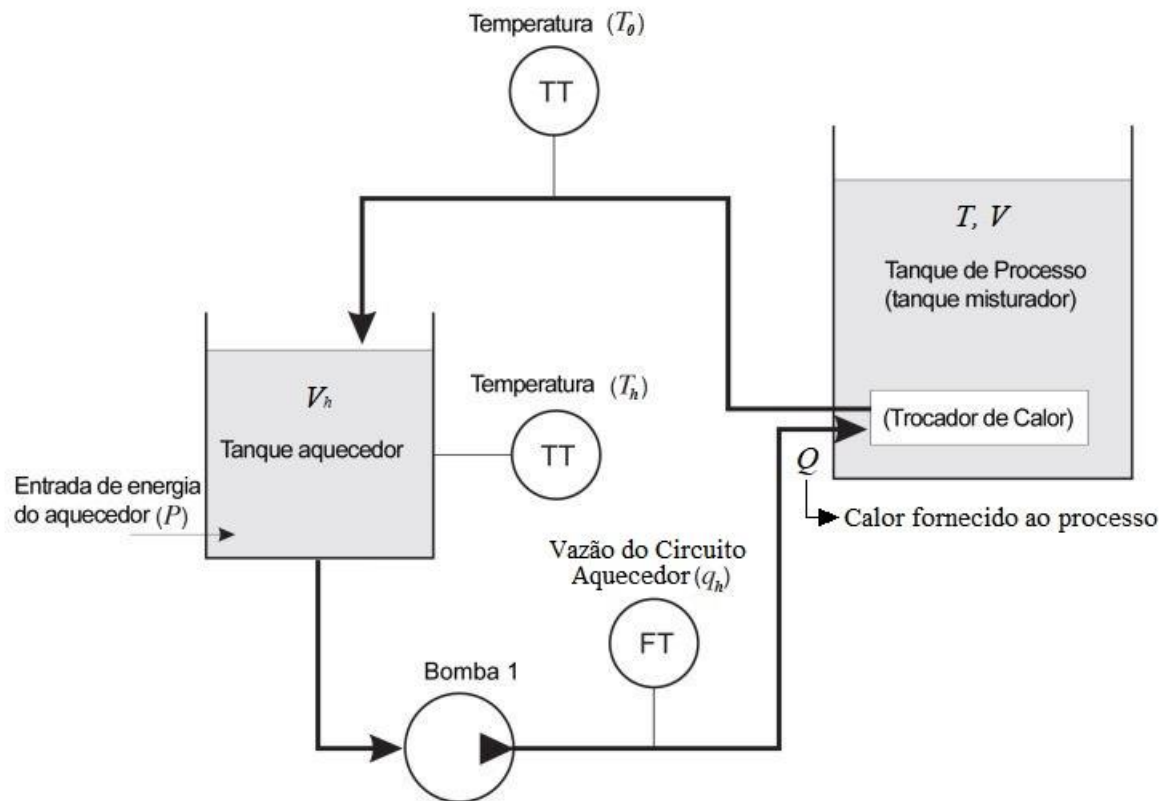 Temperatura (T₀)
TT
T, V
Tanque de Processo
(tanque misturador)
(Trocador de Calor)
Q
Calor fornecido ao processo
Temperatura (Tₕ)
TT
Vₕ
Tanque aquecedor
Entrada de energia
do aquecedor (P)
Vazão do Circuito
Aquecedor (qₕ)
FT
Bomba 1